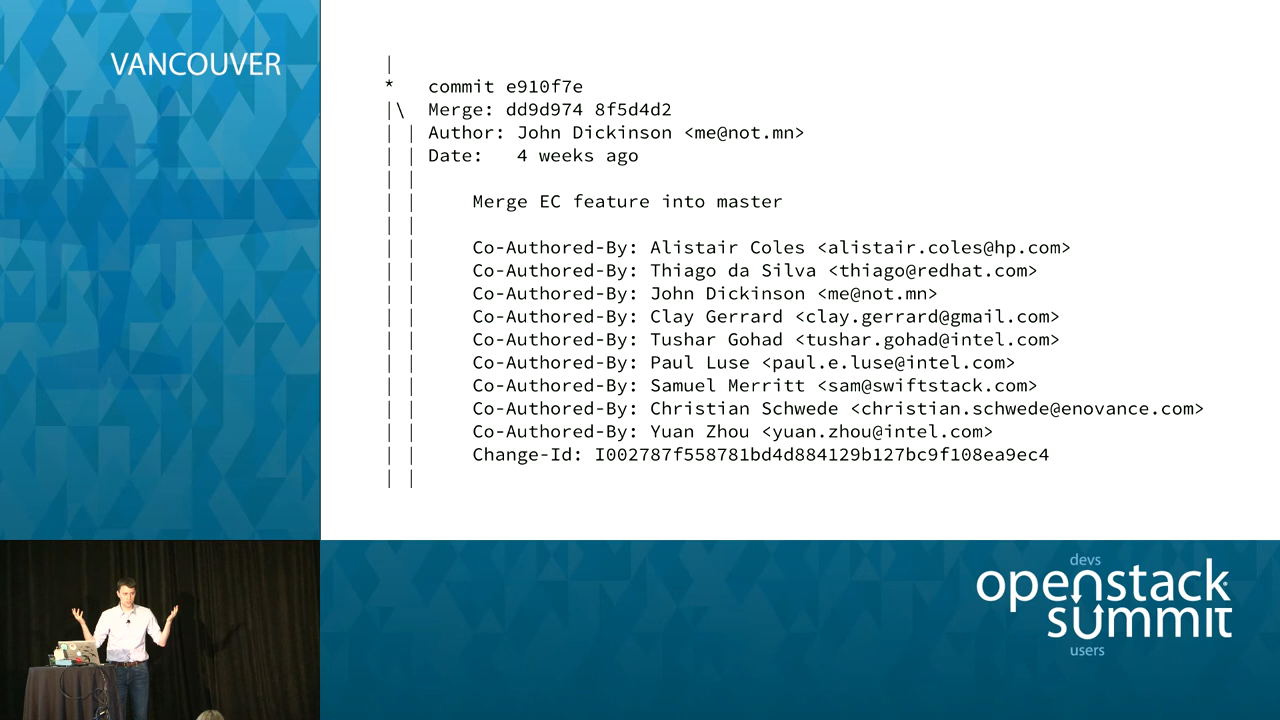 VANCOUVER
|
* commit e910f7e
|\ Merge: dd9d974 8f5d4d2
| | Author: John Dickinson <me@not.mn>
| | Date: 4 weeks ago
| |
| | Merge EC feature into master
| |
| | Co-Authored-By: Alistair Coles <alistair.coles@hp.com>
| | Co-Authored-By: Thiago da Silva <thiago@redhat.com>
| | Co-Authored-By: John Dickinson <me@not.mn>
| | Co-Authored-By: Clay Gerrard <clay.gerrard@gmail.com>
| | Co-Authored-By: Tushar Gohad <tushar.gohad@intel.com>
| | Co-Authored-By: Paul Luse <paul.e.luse@intel.com>
| | Co-Authored-By: Samuel Merritt <sam@swiftstack.com>
| | Co-Authored-By: Christian Schwede <christian.schwede@enovance.com>
| | Co-Authored-By: Yuan Zhou <yuan.zhou@intel.com>
| | Change-Id: I002787f558781bd4d884129b127bc9f108ea9ec4
| |
devs
openstack
summit
users